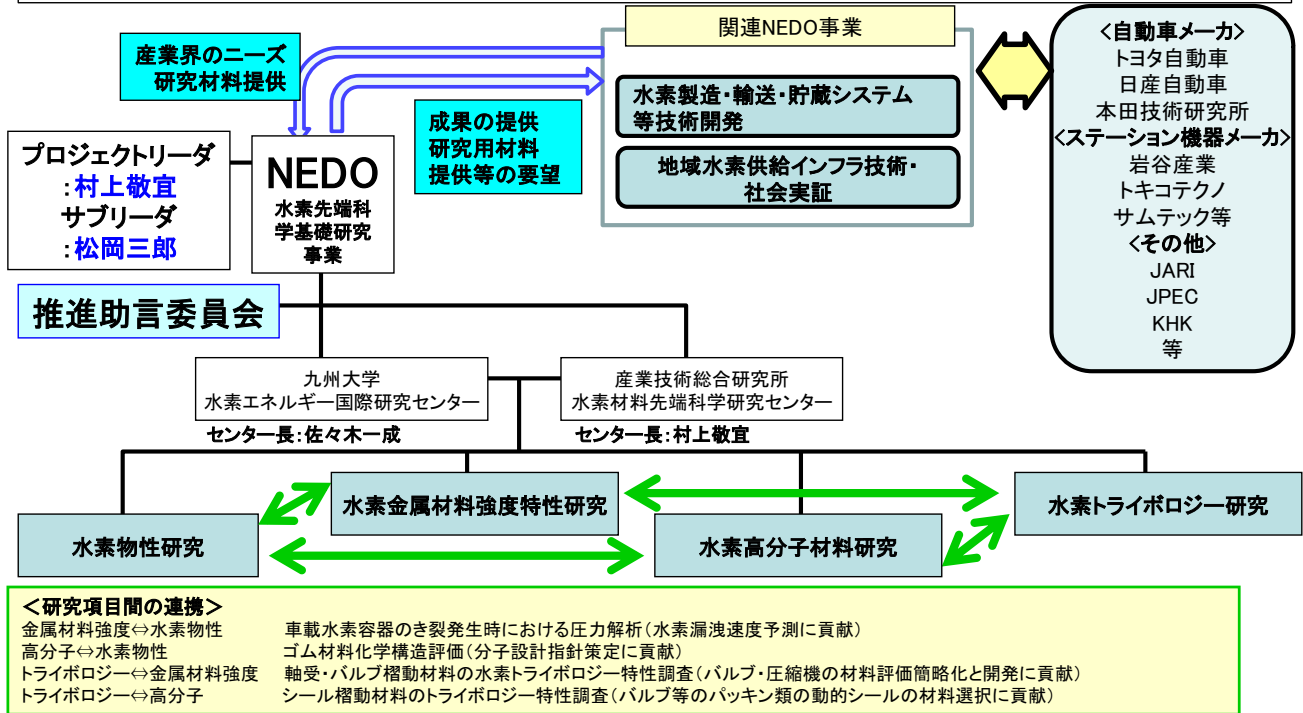 関連NEDO事業
産業界のニーズ
研究材料提供
水素製造・輸送・貯蔵システム
等技術開発
成果の提供
研究用材料
提供等の要望
地域水素供給インフラ技術・
社会実証
<自動車メーカ>
トヨタ自動車
日産自動車
本田技術研究所
<ステーション機器メーカ>
岩谷産業
トキコテクノ
サムテック等
<その他>
JARI
JPEC
KHK
等
プロジェクトリーダ
:村上敬宜
サブリーダ
:松岡三郎
NEDO
水素先端科
学基礎研究
事業
推進助言委員会
九州大学
水素エネルギー国際研究センター
センター長:佐々木一成
産業技術総合研究所
水素材料先端科学研究センター
センター長:村上敬宜
水素物性研究
水素金属材料強度特性研究
水素高分子材料研究
水素トライボロジー研究
<研究項目間の連携>
金属材料強度⇔水素物性 車載水素容器のき裂発生時における圧力解析(水素漏洩速度予測に貢献)
高分子⇔水素物性 ゴム材料化学構造評価(分子設計指針策定に貢献)
トライボロジー⇔金属材料強度 軸受・バルブ摺動材料の水素トライボロジー特性調査(バルブ・圧縮機の材料評価簡略化と開発に貢献)
トライボロジー⇔高分子 シール摺動材料のトライボロジー特性調査(バルブ等のパッキン類の動的シールの材料選択に貢献)